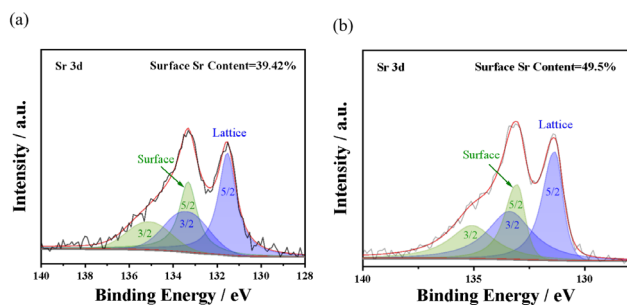 (a)
Sr 3d
Surface Sr Content=39.42%
Lattice
Surface
5/2
5/2
3/2
3/2
Intensity / a.u.
140
138
136
134
132
130
128
Binding Energy / eV
(b)
Sr 3d
Surface Sr Content=49.5%
Lattice
Surface
5/2
5/2
3/2
3/2
Intensity / a.u.
140
135
130
Binding Energy / eV